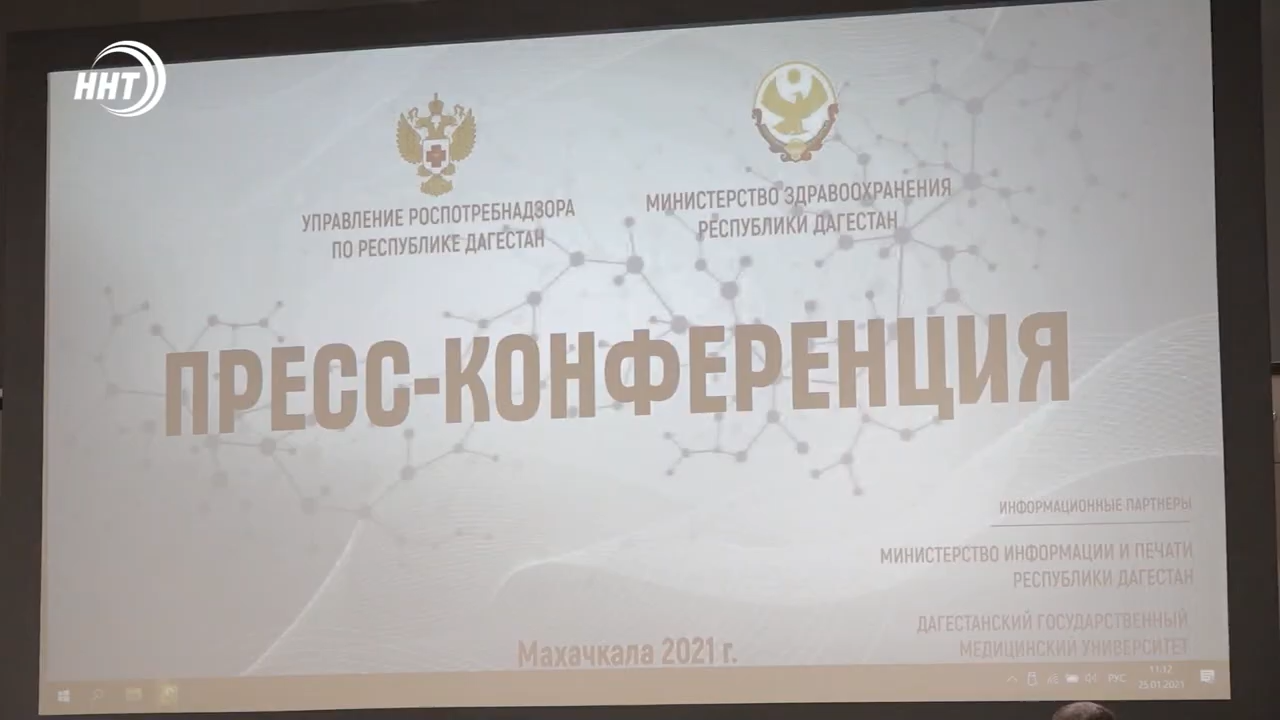 ННТ
УПРАВЛЕНИЕ РОСПОТРЕБНАДЗОРА
ПО РЕСПУБЛИКЕ ДАГЕСТАН
МИНИСТЕРСТВО ЗДРАВООХРАНЕНИЯ
РЕСПУБЛИКИ ДАГЕСТАН
ПРЕСС-КОНФЕРЕНЦИЯ
ИНФОРМАЦИОННЫЕ ПАРТНЕРЫ
МИНИСТЕРСТВО ИНФОРМАЦИИ И ПЕЧАТИ
РЕСПУБЛИКИ ДАГЕСТАН
ДАГЕСТАНСКИЙ ГОСУДАРСТВЕННЫЙ
МЕДИЦИНСКИЙ УНИВЕРСИТЕТ
Махачкала 2021 г.
РУС
11:12
25.01.2021